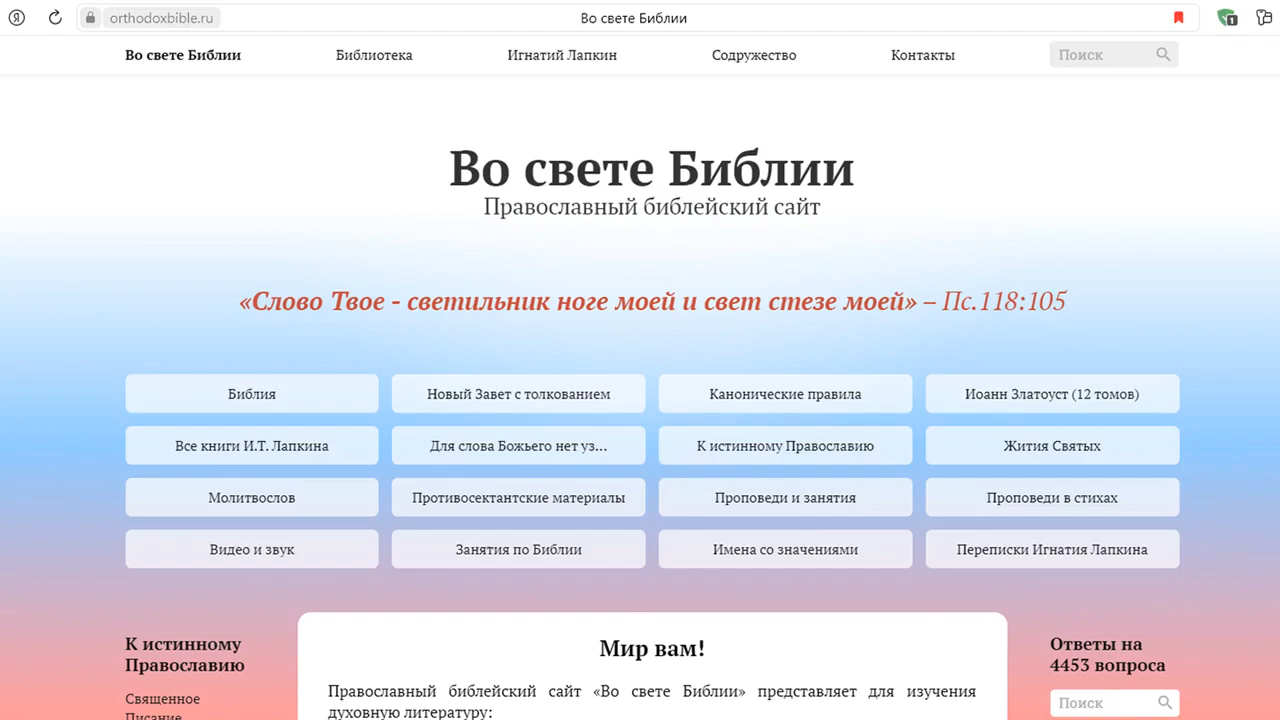 orthodoxbible.ru
Во свете Библии
1
Во свете Библии
Библиотека
Игнатий Лапкин
Содружество
Контакты
Поиск
Во свете Библии
Православный библейский сайт
«Слово Твое - светильник ноге моей и свет стезе моей» – Пс.118:105
Библия
Новый Завет с толкованием
Канонические правила
Иоанн Златоуст (12 томов)
Все книги И.Т. Лапкина
Для слова Божьего нет уз...
К истинному Православию
Жития Святых
Молитвослов
Противосектантские материалы
Проповеди и занятия
Проповеди в стихах
Видео и звук
Занятия по Библии
Имена со значениями
Переписки Игнатия Лапкина
К истинному
Православию
Священное
Писание
Мир вам!
Православный библейский сайт «Во свете Библии» представляет для изучения
духовную литературу:
Ответы на
4453 вопроса
Поиск